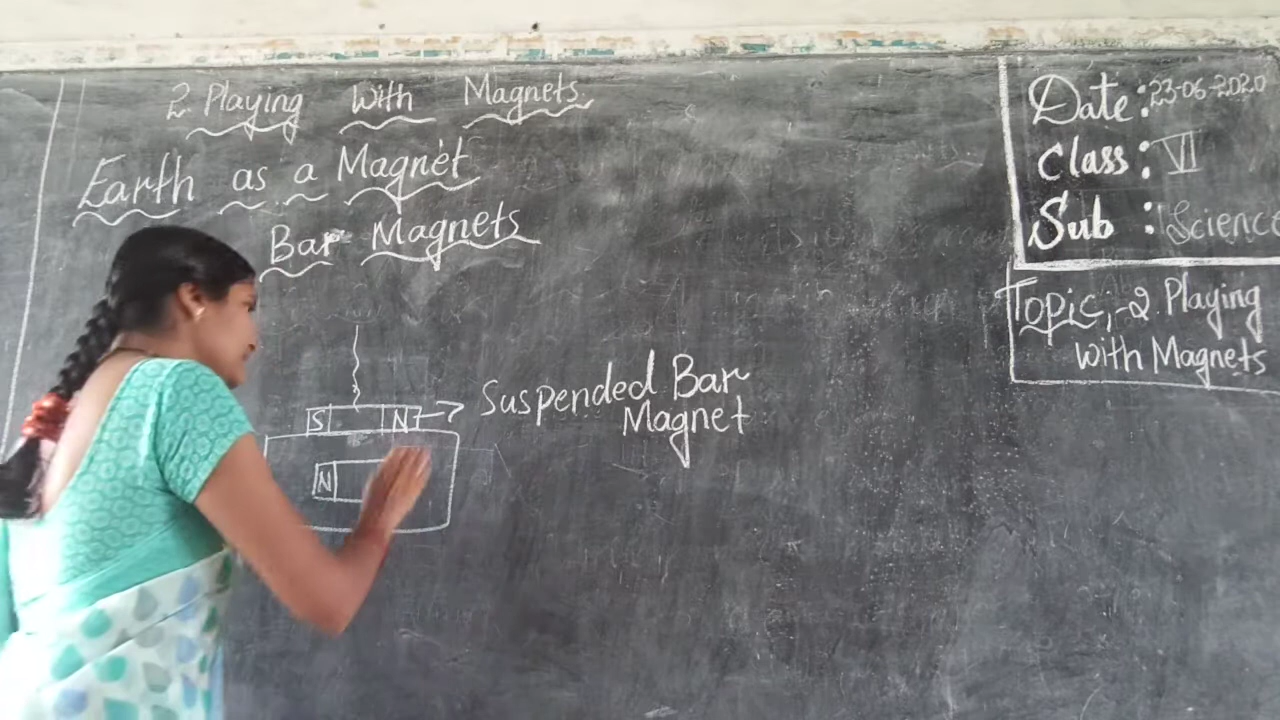 2 Playing With Magnets.
Earth as a Magnet
Bar Magnets
S N
Suspended Bar
Magnet
N
Date: 23-06-2020
Class: VI
Sub : Science
Topic:-2 Playing
with Magnets